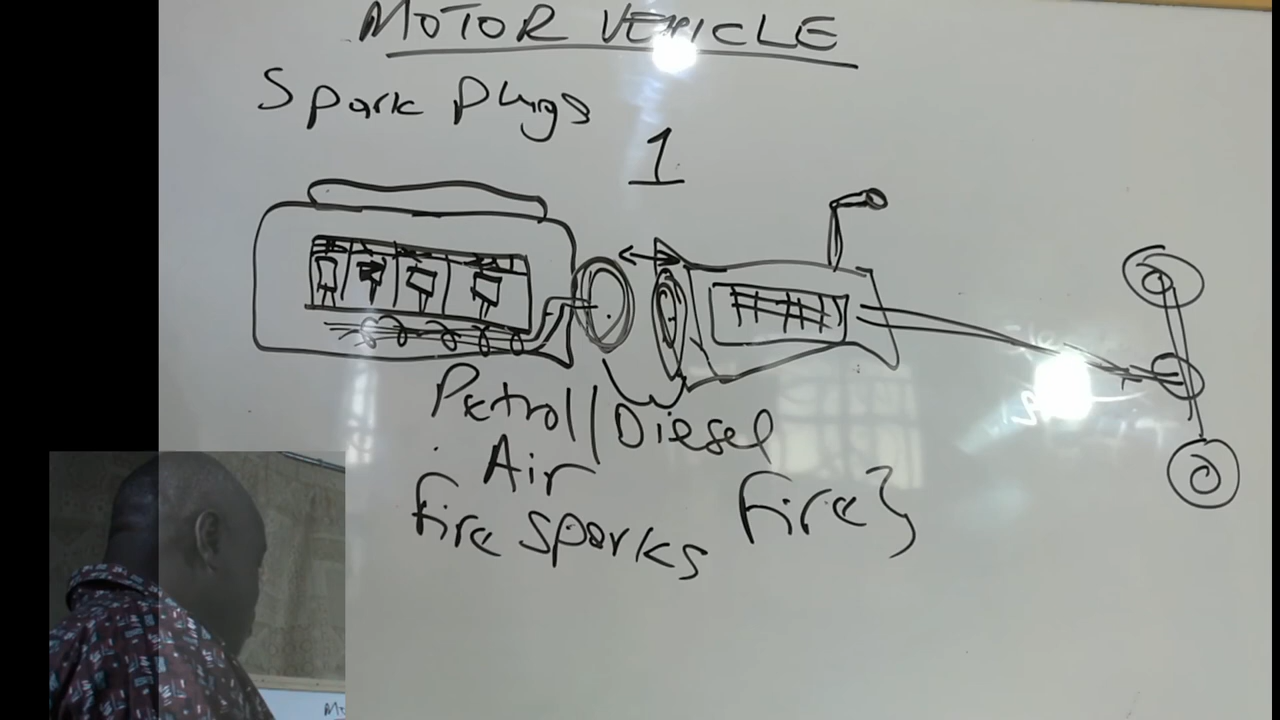 MOTOR VEHICLE
Spark Plugs
1
Petrol/Diesel
Air
Fire sparks Fire}